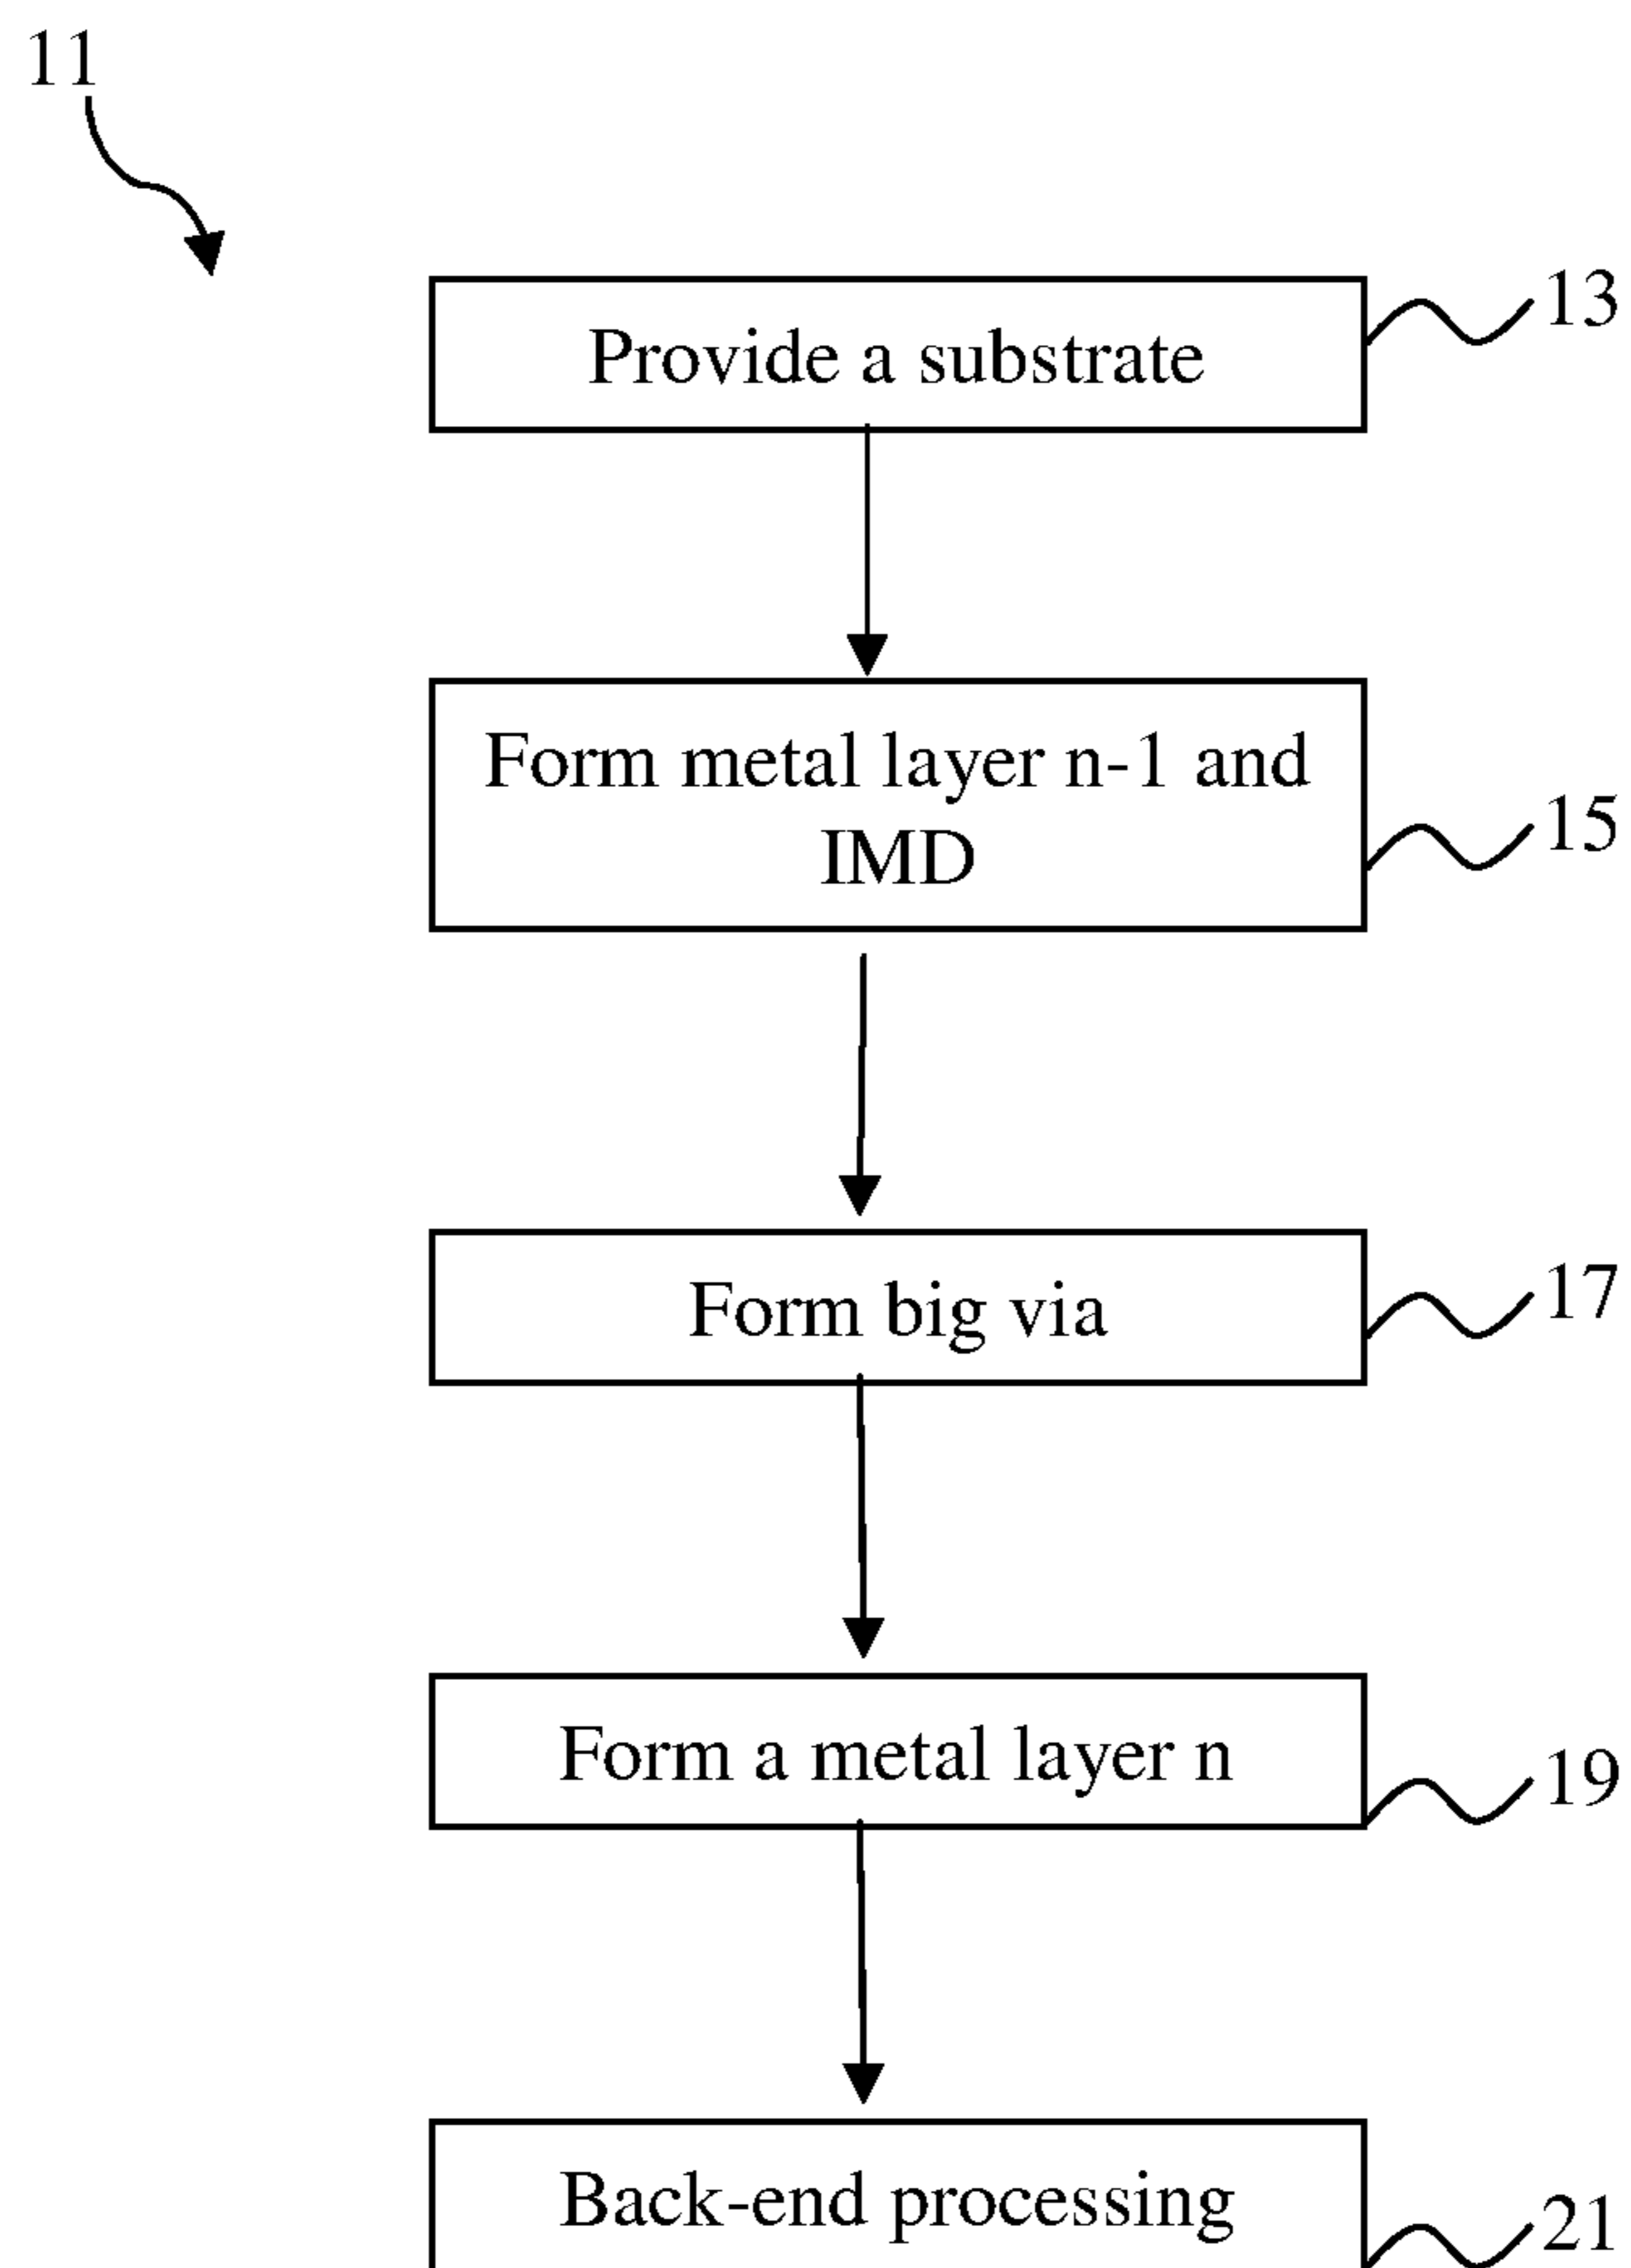 11
Provide a substrate
13
Form metal layer n-1 and
IMD
15
Form big via
17
Form a metal layer n
19
Back-end processing
21